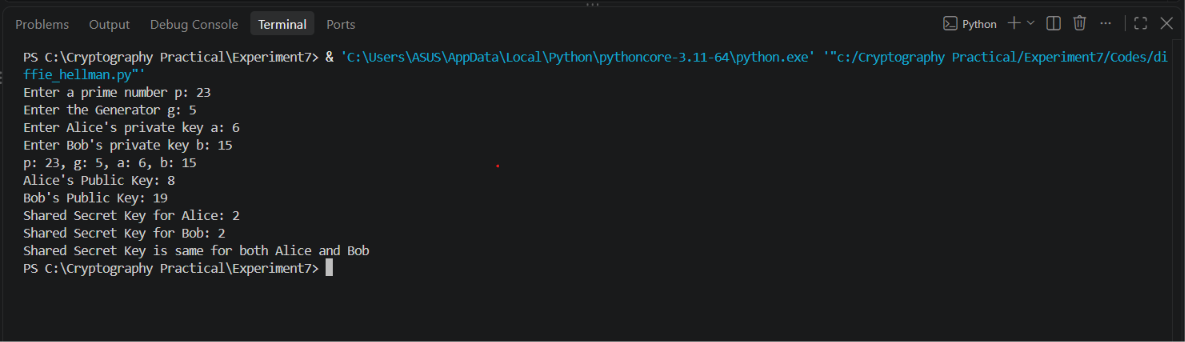 Problems Output Debug Console Terminal Ports Python
PS C:\Cryptography Practical\Experiment7> & 'C:\Users\ASUS\AppData\Local\Python\pythoncore-3.11-64\python.exe' '"c:/Cryptography Practical/Experiment7/Codes/di
ffie_hellman.py"'
Enter a prime number p: 23
Enter the Generator g: 5
Enter Alice's private key a: 6
Enter Bob's private key b: 15
p: 23, g: 5, a: 6, b: 15
Alice's Public Key: 8
Bob's Public Key: 19
Shared Secret Key for Alice: 2
Shared Secret Key for Bob: 2
Shared Secret Key is same for both Alice and Bob
PS C:\Cryptography Practical\Experiment7>